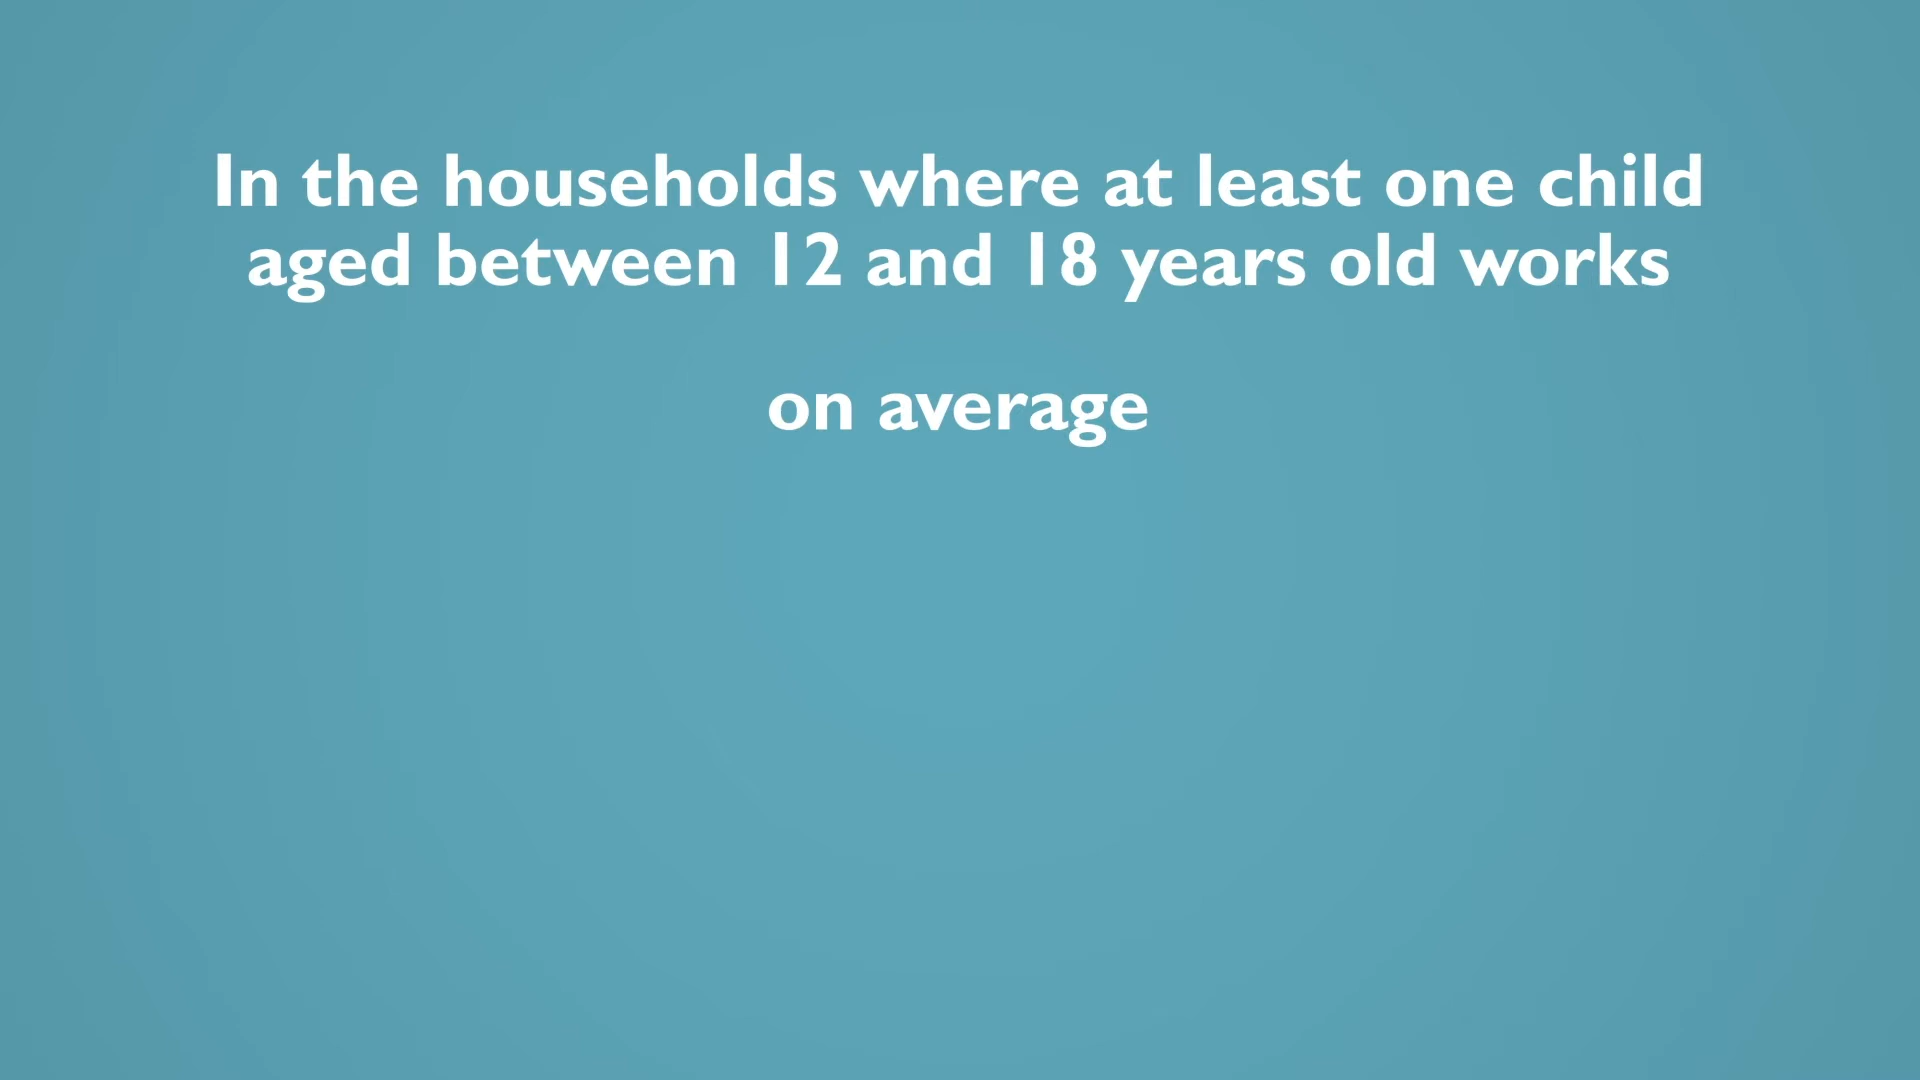 In the households where at least one child
aged between 12 and 18 years old works
on average